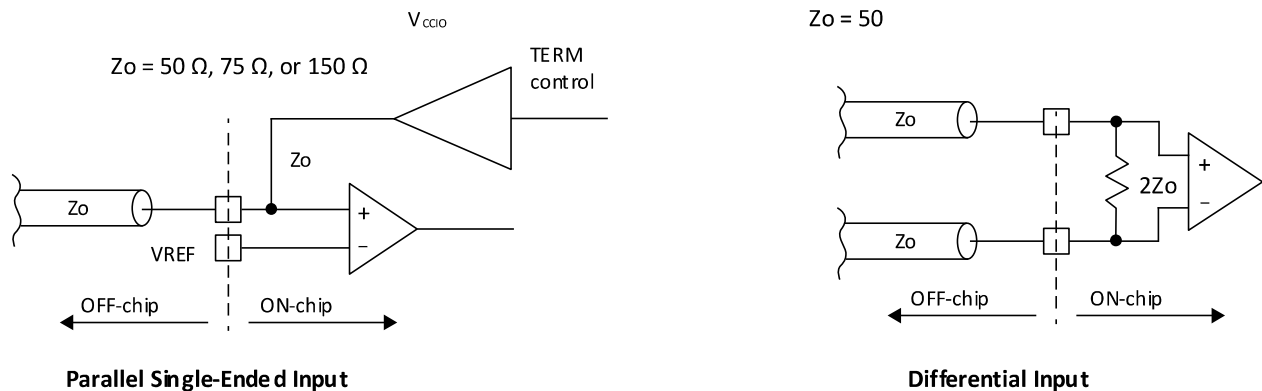 V CCIO
Zo = 50 Ω, 75 Ω, or 150 Ω
TERM
control
Zo
Zo
+
−
VREF
OFF-chip
ON-chip
Parallel Single-Ended Input
Zo = 50
Zo
2Zo
+
−
Zo
OFF-chip
ON-chip
Differential Input